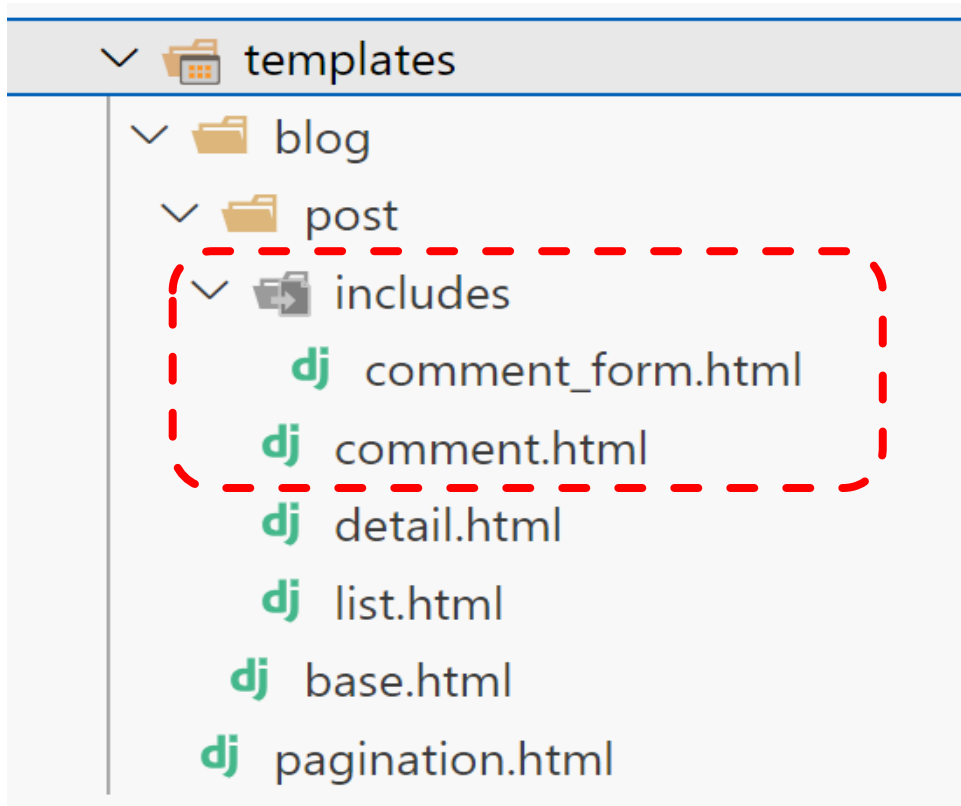 templates
blog
post
includes
dj comment_form.html
dj comment.html
dj detail.html
dj list.html
dj base.html
dj pagination.html